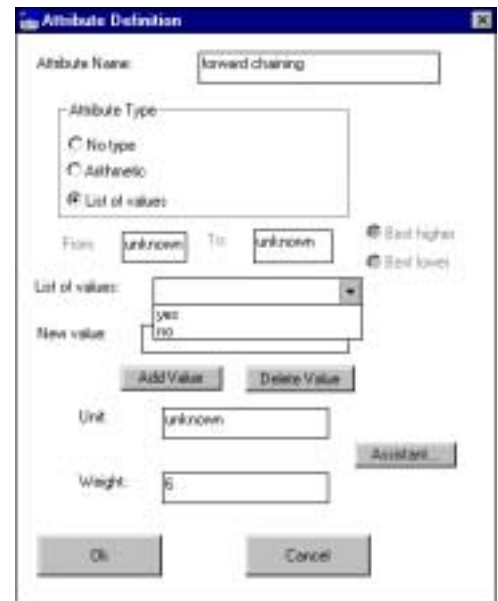 Attribute Definition
Attribute Name: forward chaining
Attribute Type
No type
Arithmetic
List of values
From: unknown To: unknown Best higher
Best lower
List of values:
yes
New value: no
Add Value Delete Value
Unit: unknown
Assistant...
Weight: 6
Ok Cancel